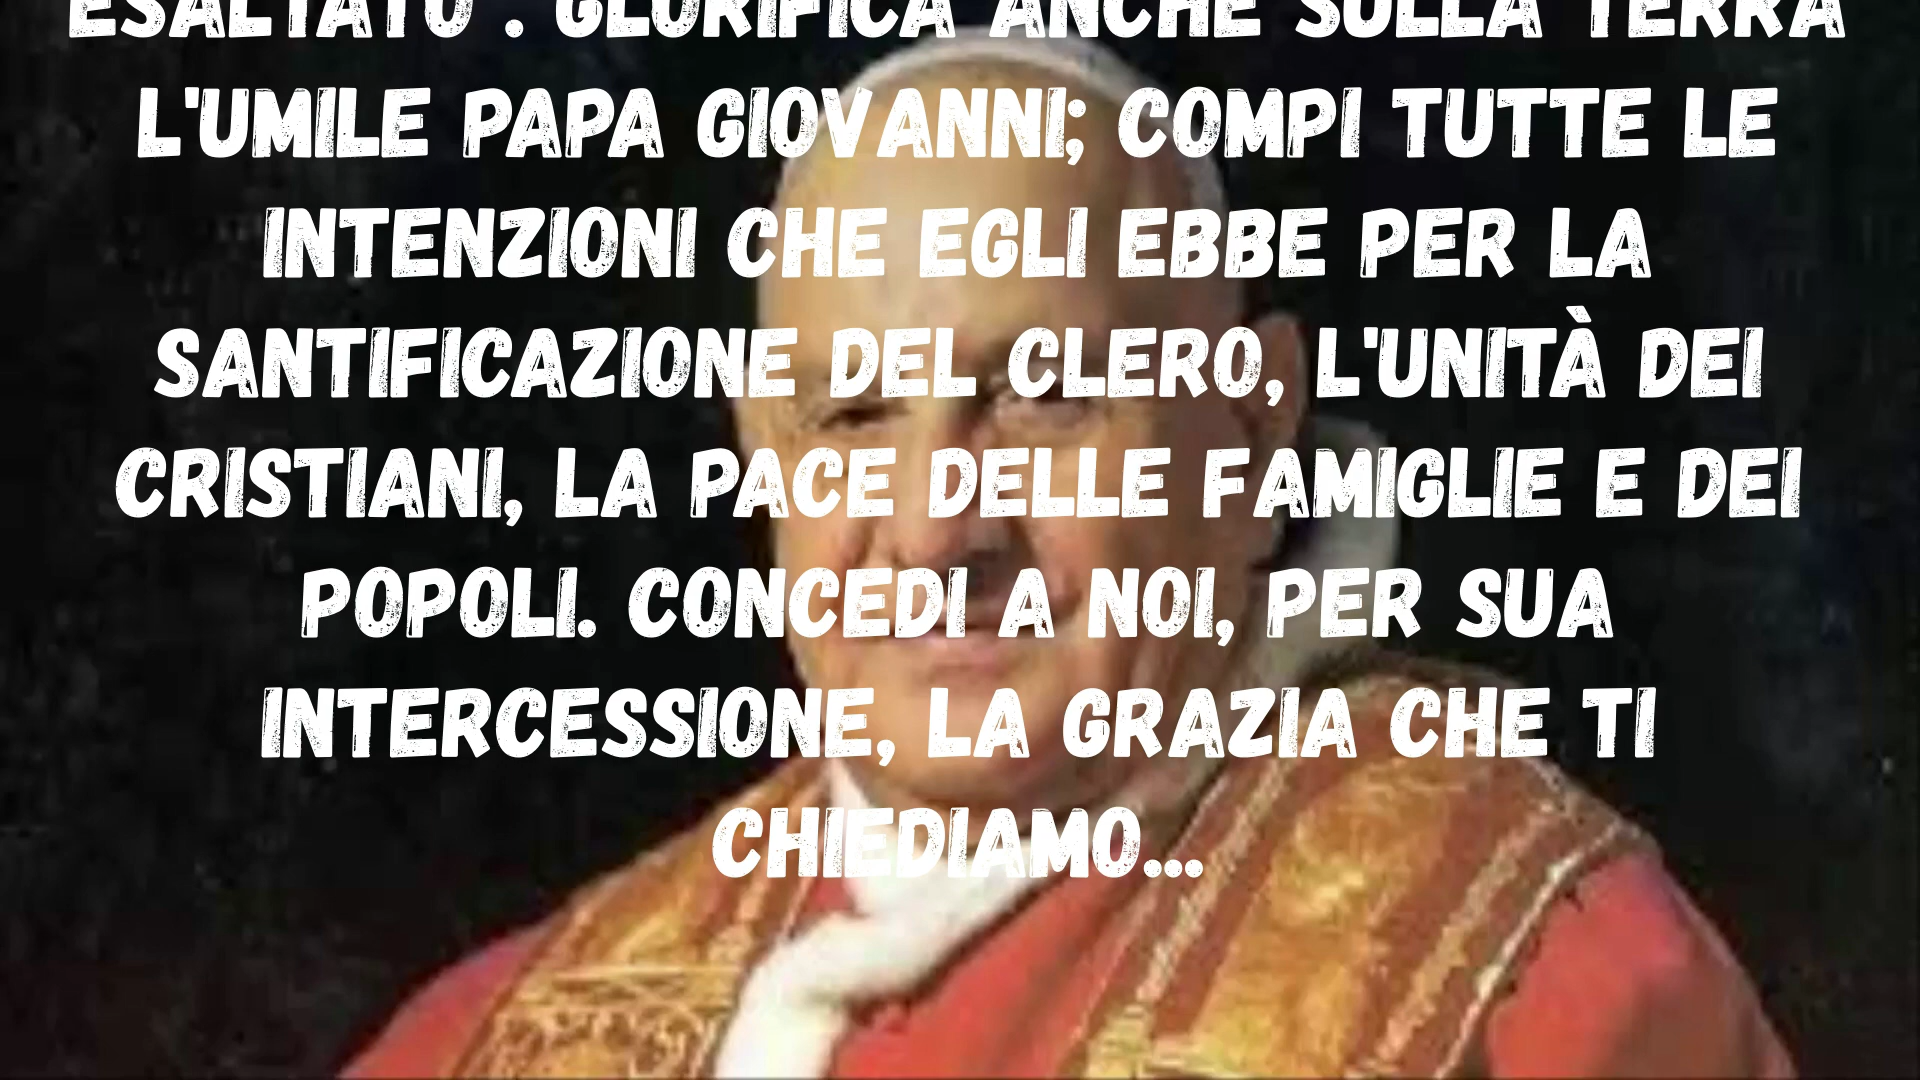 ESALTATO . GLORIFICA ANCHE SULLA TERRA
L'UMILE PAPA GIOVANNI; COMPI TUTTE LE
INTENZIONI CHE EGLI EBBE PER LA
SANTIFICAZIONE DEL CLERO, L'UNITÀ DEI
CRISTIANI, LA PACE DELLE FAMIGLIE E DEI
POPOLI. CONCEDI A NOI, PER SUA
INTERCESSIONE, LA GRAZIA CHE TI
CHIEDIAMO...